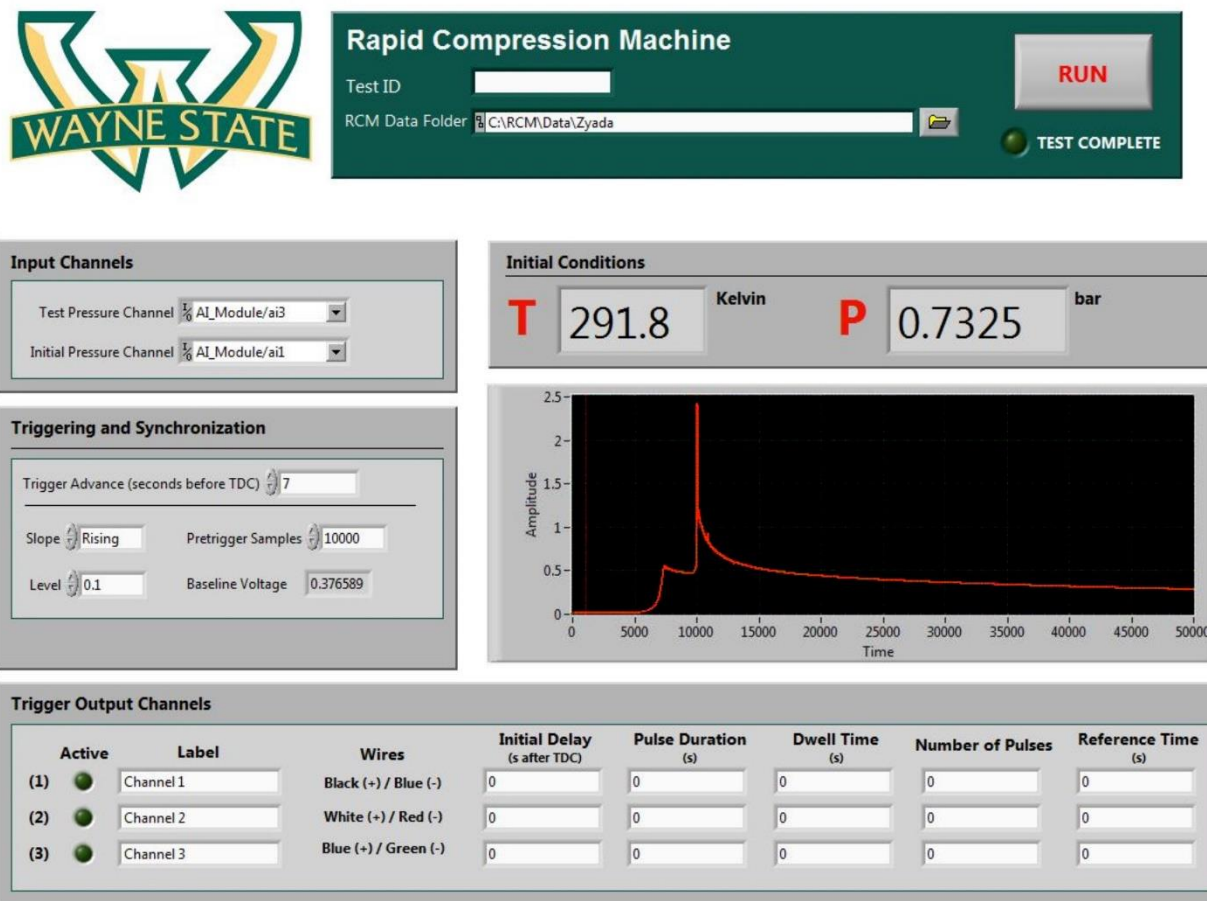 WAYNE STATE
Rapid Compression Machine
Test ID
RCM Data Folder C:\RCM\Data\Zyada
RUN
TEST COMPLETE
Input Channels
Test Pressure Channel I/0 AI_Module/ai3
Initial Pressure Channel I/0 AI_Module/ai1
Initial Conditions
T 291.8 Kelvin P 0.7325 bar
Triggering and Synchronization
Trigger Advance (seconds before TDC) 7
Slope Rising Pretrigger Samples 10000
Level 0.1 Baseline Voltage 0.376589
Amplitude
2.5
2
1.5
1
0.5
0
0 5000 10000 15000 20000 25000 30000 35000 40000 45000 50000
Time
Trigger Output Channels
Active Label Wires Initial Delay (s after TDC) Pulse Duration (s) Dwell Time (s) Number of Pulses Reference Time (s)
(1) Channel 1 Black (+) / Blue (-) 0 0 0 0 0
(2) Channel 2 White (+) / Red (-) 0 0 0 0 0
(3) Channel 3 Blue (+) / Green (-) 0 0 0 0 0